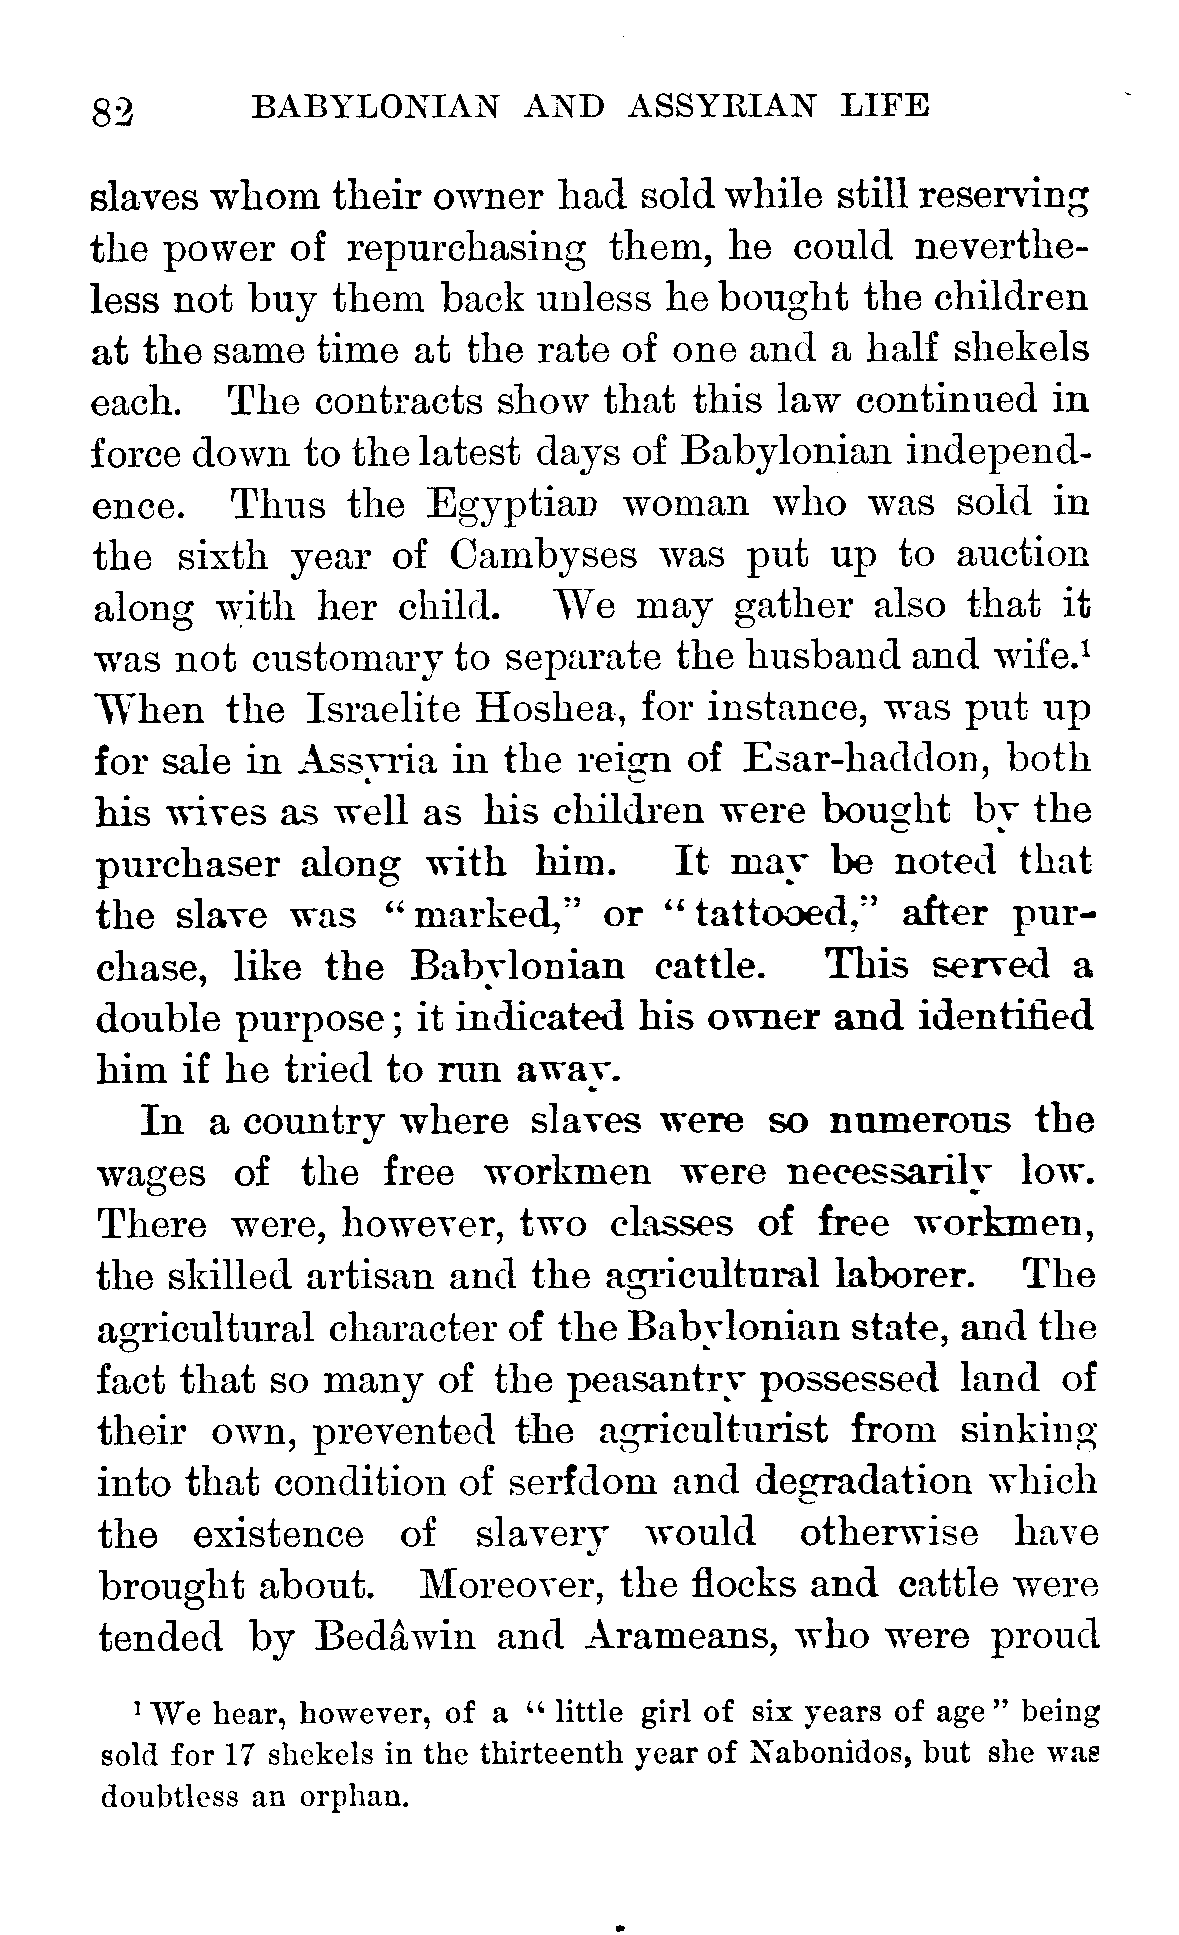 82 BABYLONIAN AND ASSYRIAN LIFE
slaves whom their owner had sold while still reserving
the power of repurchasing them, he could neverthe-
less not buy them back unless he bought the children
at the same time at the rate of one and a half shekels
each. The contracts show that this law continued in
force down to the latest days of Babylonian independ-
ence. Thus the Egyptian woman who was sold in
the sixth year of Cambyses was put up to auction
along with her child. We may gather also that it
was not customary to separate the husband and wife.¹
When the Israelite Hoshea, for instance, was put up
for sale in Assyria in the reign of Esar-haddon, both
his wives as well as his children were bought by the
purchaser along with him. It may be noted that
the slave was “marked,” or “tattooed,” after pur-
chase, like the Babylonian cattle. This served a
double purpose; it indicated his owner and identified
him if he tried to run away.
In a country where slaves were so numerous the
wages of the free workmen were necessarily low.
There were, however, two classes of free workmen,
the skilled artisan and the agricultural laborer. The
agricultural character of the Babylonian state, and the
fact that so many of the peasantry possessed land of
their own, prevented the agriculturist from sinking
into that condition of serfdom and degradation which
the existence of slavery would otherwise have
brought about. Moreover, the flocks and cattle were
tended by Bedâwin and Arameans, who were proud
¹ We hear, however, of a “little girl of six years of age” being
sold for 17 shekels in the thirteenth year of Nabonidos, but she was
doubtless an orphan.